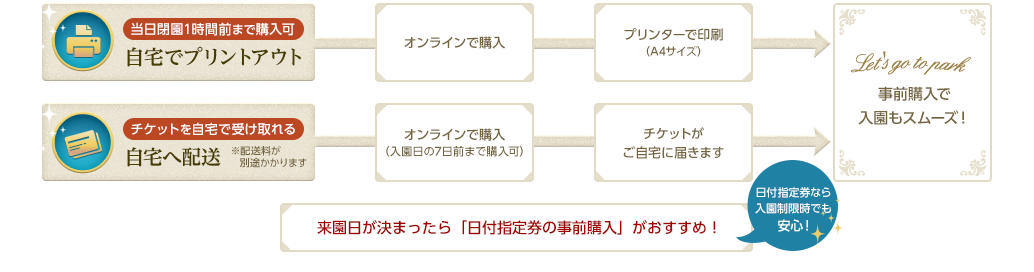 当日閉園1時間前まで購入可
自宅でプリントアウト
オンラインで購入
プリンターで印刷
（A4サイズ）
チケットを自宅で受け取れる
自宅へ配送
※配送料が
別途かかります
オンラインで購入
（入園日の7日前まで購入可）
チケットが
ご自宅に届きます
Let's go to park
事前購入で
入園もスムーズ！
来園日が決まったら「日付指定券の事前購入」がおすすめ！
日付指定券なら
入園制限時でも
安心！